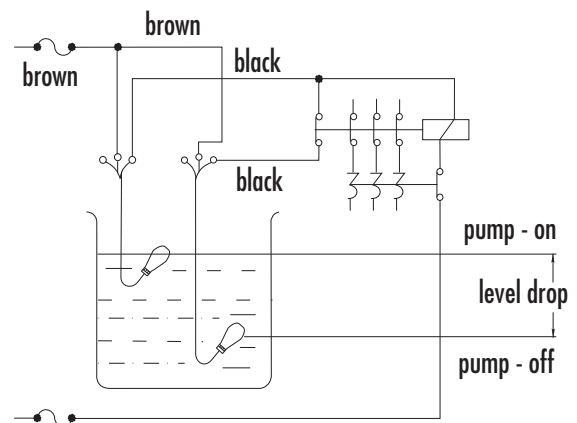 brown
brown
black
black
pump - on
level drop
pump - off